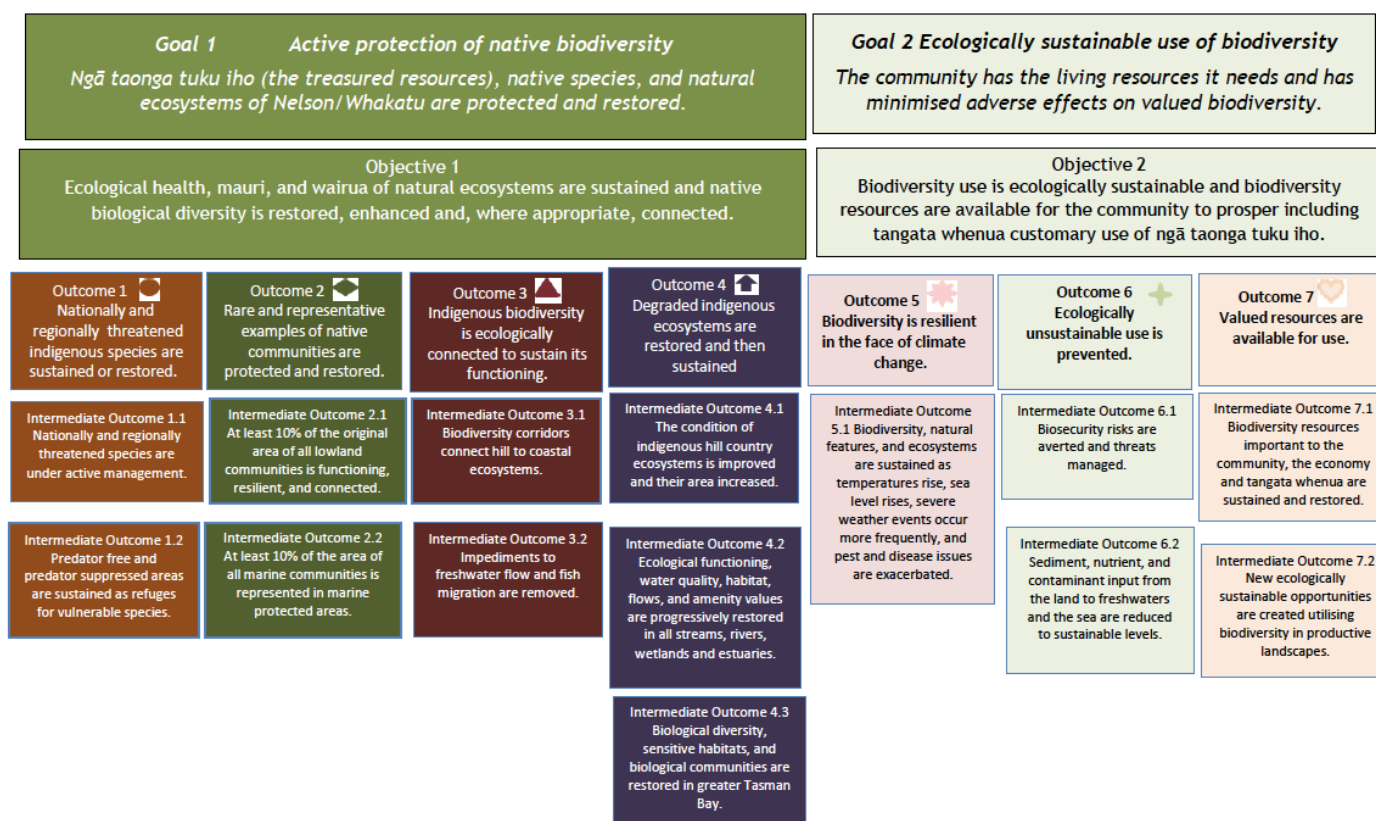 Goal 1 Active protection of native biodiversity
Ngā taonga tuku iho (the treasured resources), native species, and natural
ecosystems of Nelson/Whakatu are protected and restored.
Goal 2 Ecologically sustainable use of biodiversity
The community has the living resources it needs and has
minimised adverse effects on valued biodiversity.
Objective 1
Ecological health, mauri, and wairua of natural ecosystems are sustained and native
biological diversity is restored, enhanced and, where appropriate, connected.
Objective 2
Biodiversity use is ecologically sustainable and biodiversity
resources are available for the community to prosper including
tangata whenua customary use of ngā taonga tuku iho.
Outcome 1
Nationally and
regionally threatened
indigenous species are
sustained or restored.
Outcome 2
Rare and representative
examples of native
communities are
protected and restored.
Outcome 3
Indigenous biodiversity
is ecologically
connected to sustain its
functioning.
Outcome 4
Degraded indigenous
ecosystems are
restored and then
sustained
Outcome 5
Biodiversity is resilient
in the face of climate
change.
Outcome 6
Ecologically
unsustainable use is
prevented.
Outcome 7
Valued resources are
available for use.
Intermediate Outcome 1.1
Nationally and regionally
threatened species are
under active management.
Intermediate Outcome 2.1
At least 10% of the original
area of all lowland
communities is functioning,
resilient, and connected.
Intermediate Outcome 3.1
Biodiversity corridors
connect hill to coastal
ecosystems.
Intermediate Outcome 4.1
The condition of
indigenous hill country
ecosystems is improved
and their area increased.
Intermediate Outcome
5.1 Biodiversity, natural
features, and ecosystems
are sustained as
temperatures rise, sea
level rises, severe
weather events occur
more frequently, and
pest and disease issues
are exacerbated.
Intermediate Outcome 6.1
Biosecurity risks are
averted and threats
managed.
Intermediate Outcome 7.1
Biodiversity resources
important to the
community, the economy
and tangata whenua are
sustained and restored.
Intermediate Outcome 1.2
Predator free and
predator suppressed areas
are sustained as refuges
for vulnerable species.
Intermediate Outcome 2.2
At least 10% of the area of
all marine communities is
represented in marine
protected areas.
Intermediate Outcome 3.2
Impediments to
freshwater flow and fish
migration are removed.
Intermediate Outcome 4.2
Ecological functioning,
water quality, habitat,
flows, and amenity values
are progressively restored
in all streams, rivers,
wetlands and estuaries.
Intermediate Outcome 6.2
Sediment, nutrient, and
contaminant input from
the land to freshwaters
and the sea are reduced
to sustainable levels.
Intermediate Outcome 7.2
New ecologically
sustainable opportunities
are created utilising
biodiversity in productive
landscapes.
Intermediate Outcome 4.3
Biological diversity,
sensitive habitats, and
biological communities are
restored in greater Tasman
Bay.